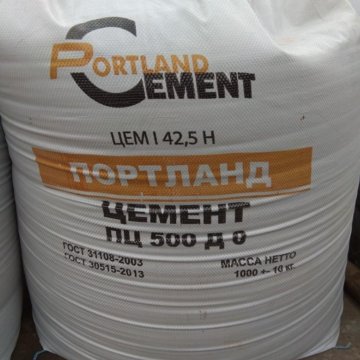 PORTLAND
CEMENT
ЦЕМ I 42,5 Н
ПОРТЛАНД
ЦЕМЕНТ
ПЦ 500 Д 0
ГОСТ 31108-2003
ГОСТ 30515-2013
МАССА НЕТТО
1000 +- 10 кг.